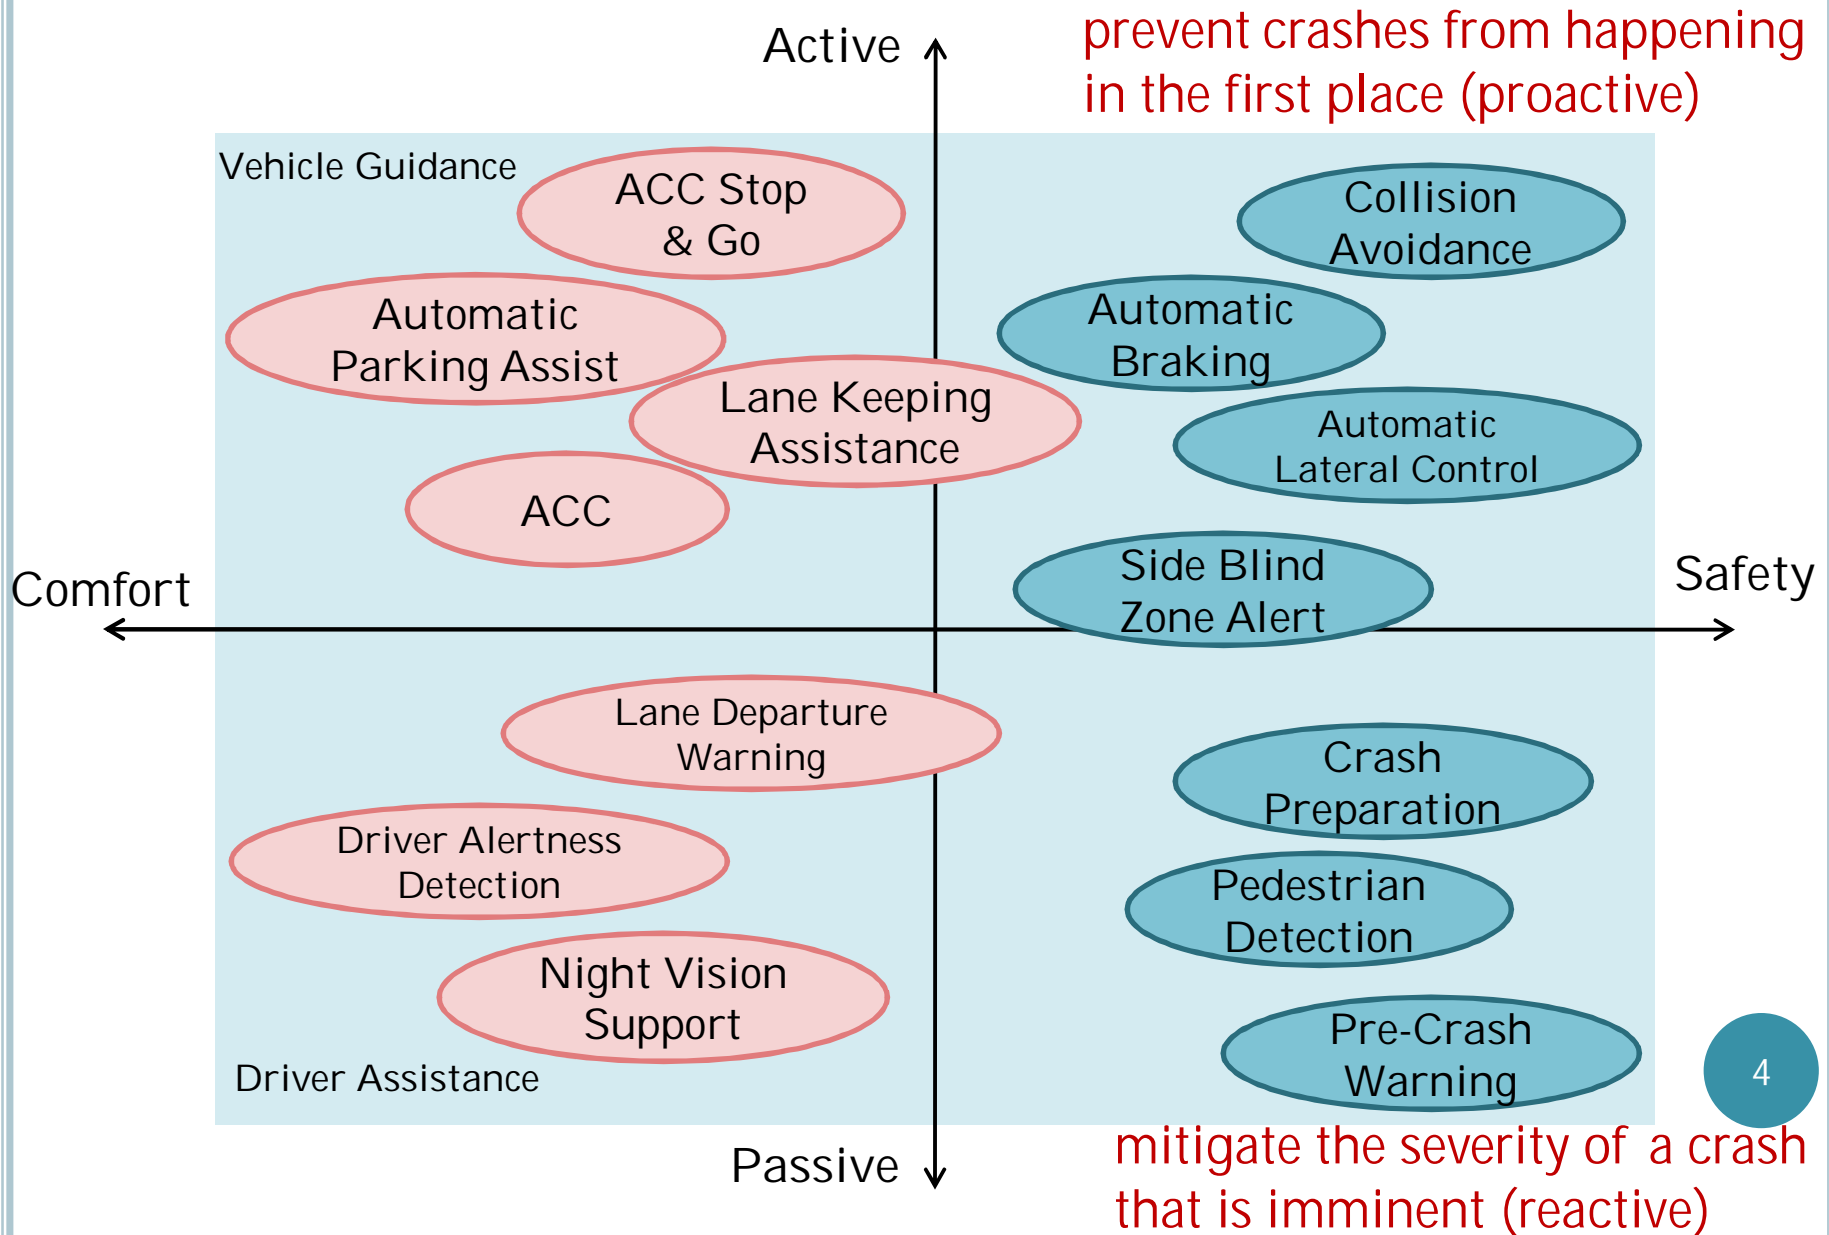 Active
prevent crashes from happening
in the first place (proactive)
Vehicle Guidance
ACC Stop
& Go
Collision
Avoidance
Automatic
Parking Assist
Automatic
Braking
Lane Keeping
Assistance
Automatic
Lateral Control
ACC
Side Blind
Zone Alert
Comfort
Safety
Lane Departure
Warning
Crash
Preparation
Driver Alertness
Detection
Pedestrian
Detection
Night Vision
Support
Pre-Crash
Warning
Driver Assistance
4
Passive
mitigate the severity of a crash
that is imminent (reactive)